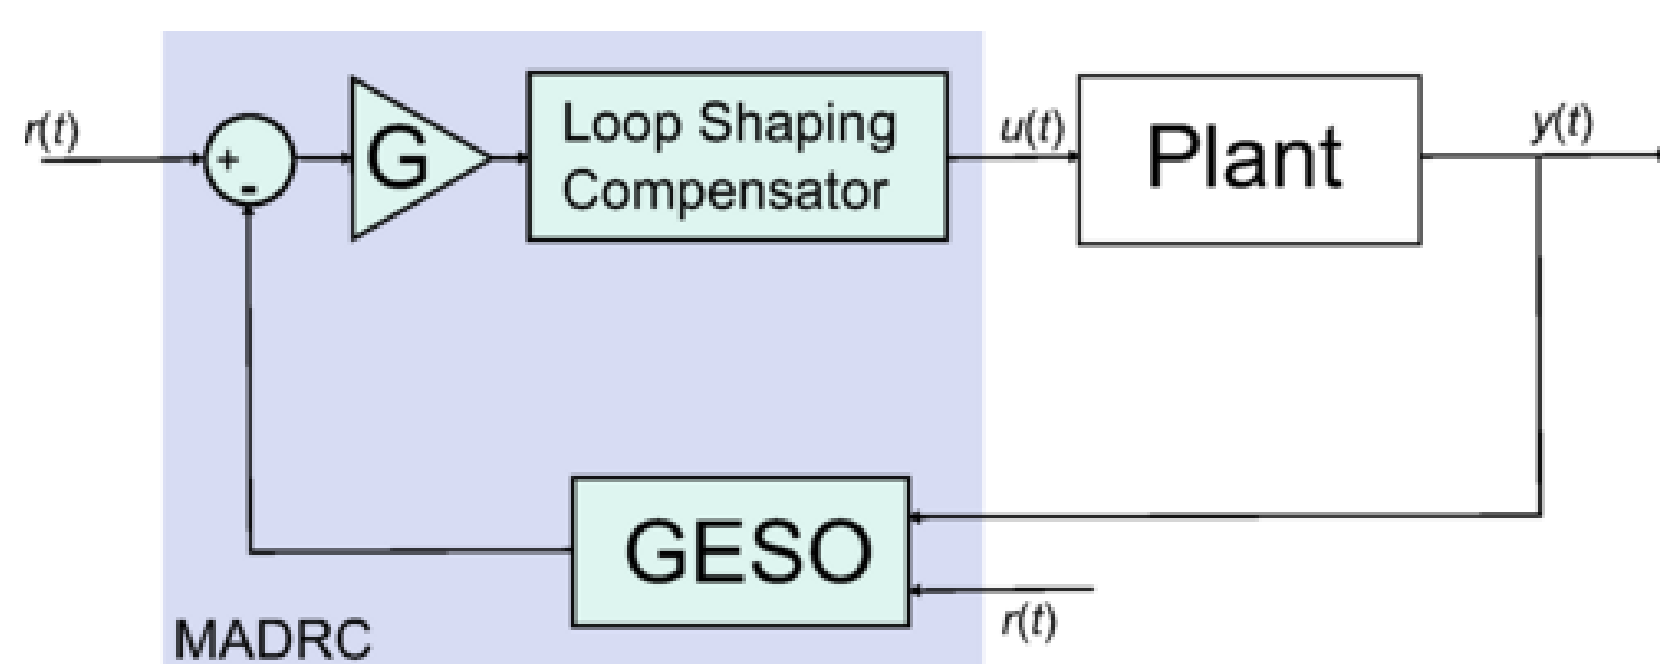 r(t)
+
-
G
Loop Shaping
Compensator
u(t)
Plant
y(t)
GESO
r(t)
MADRC